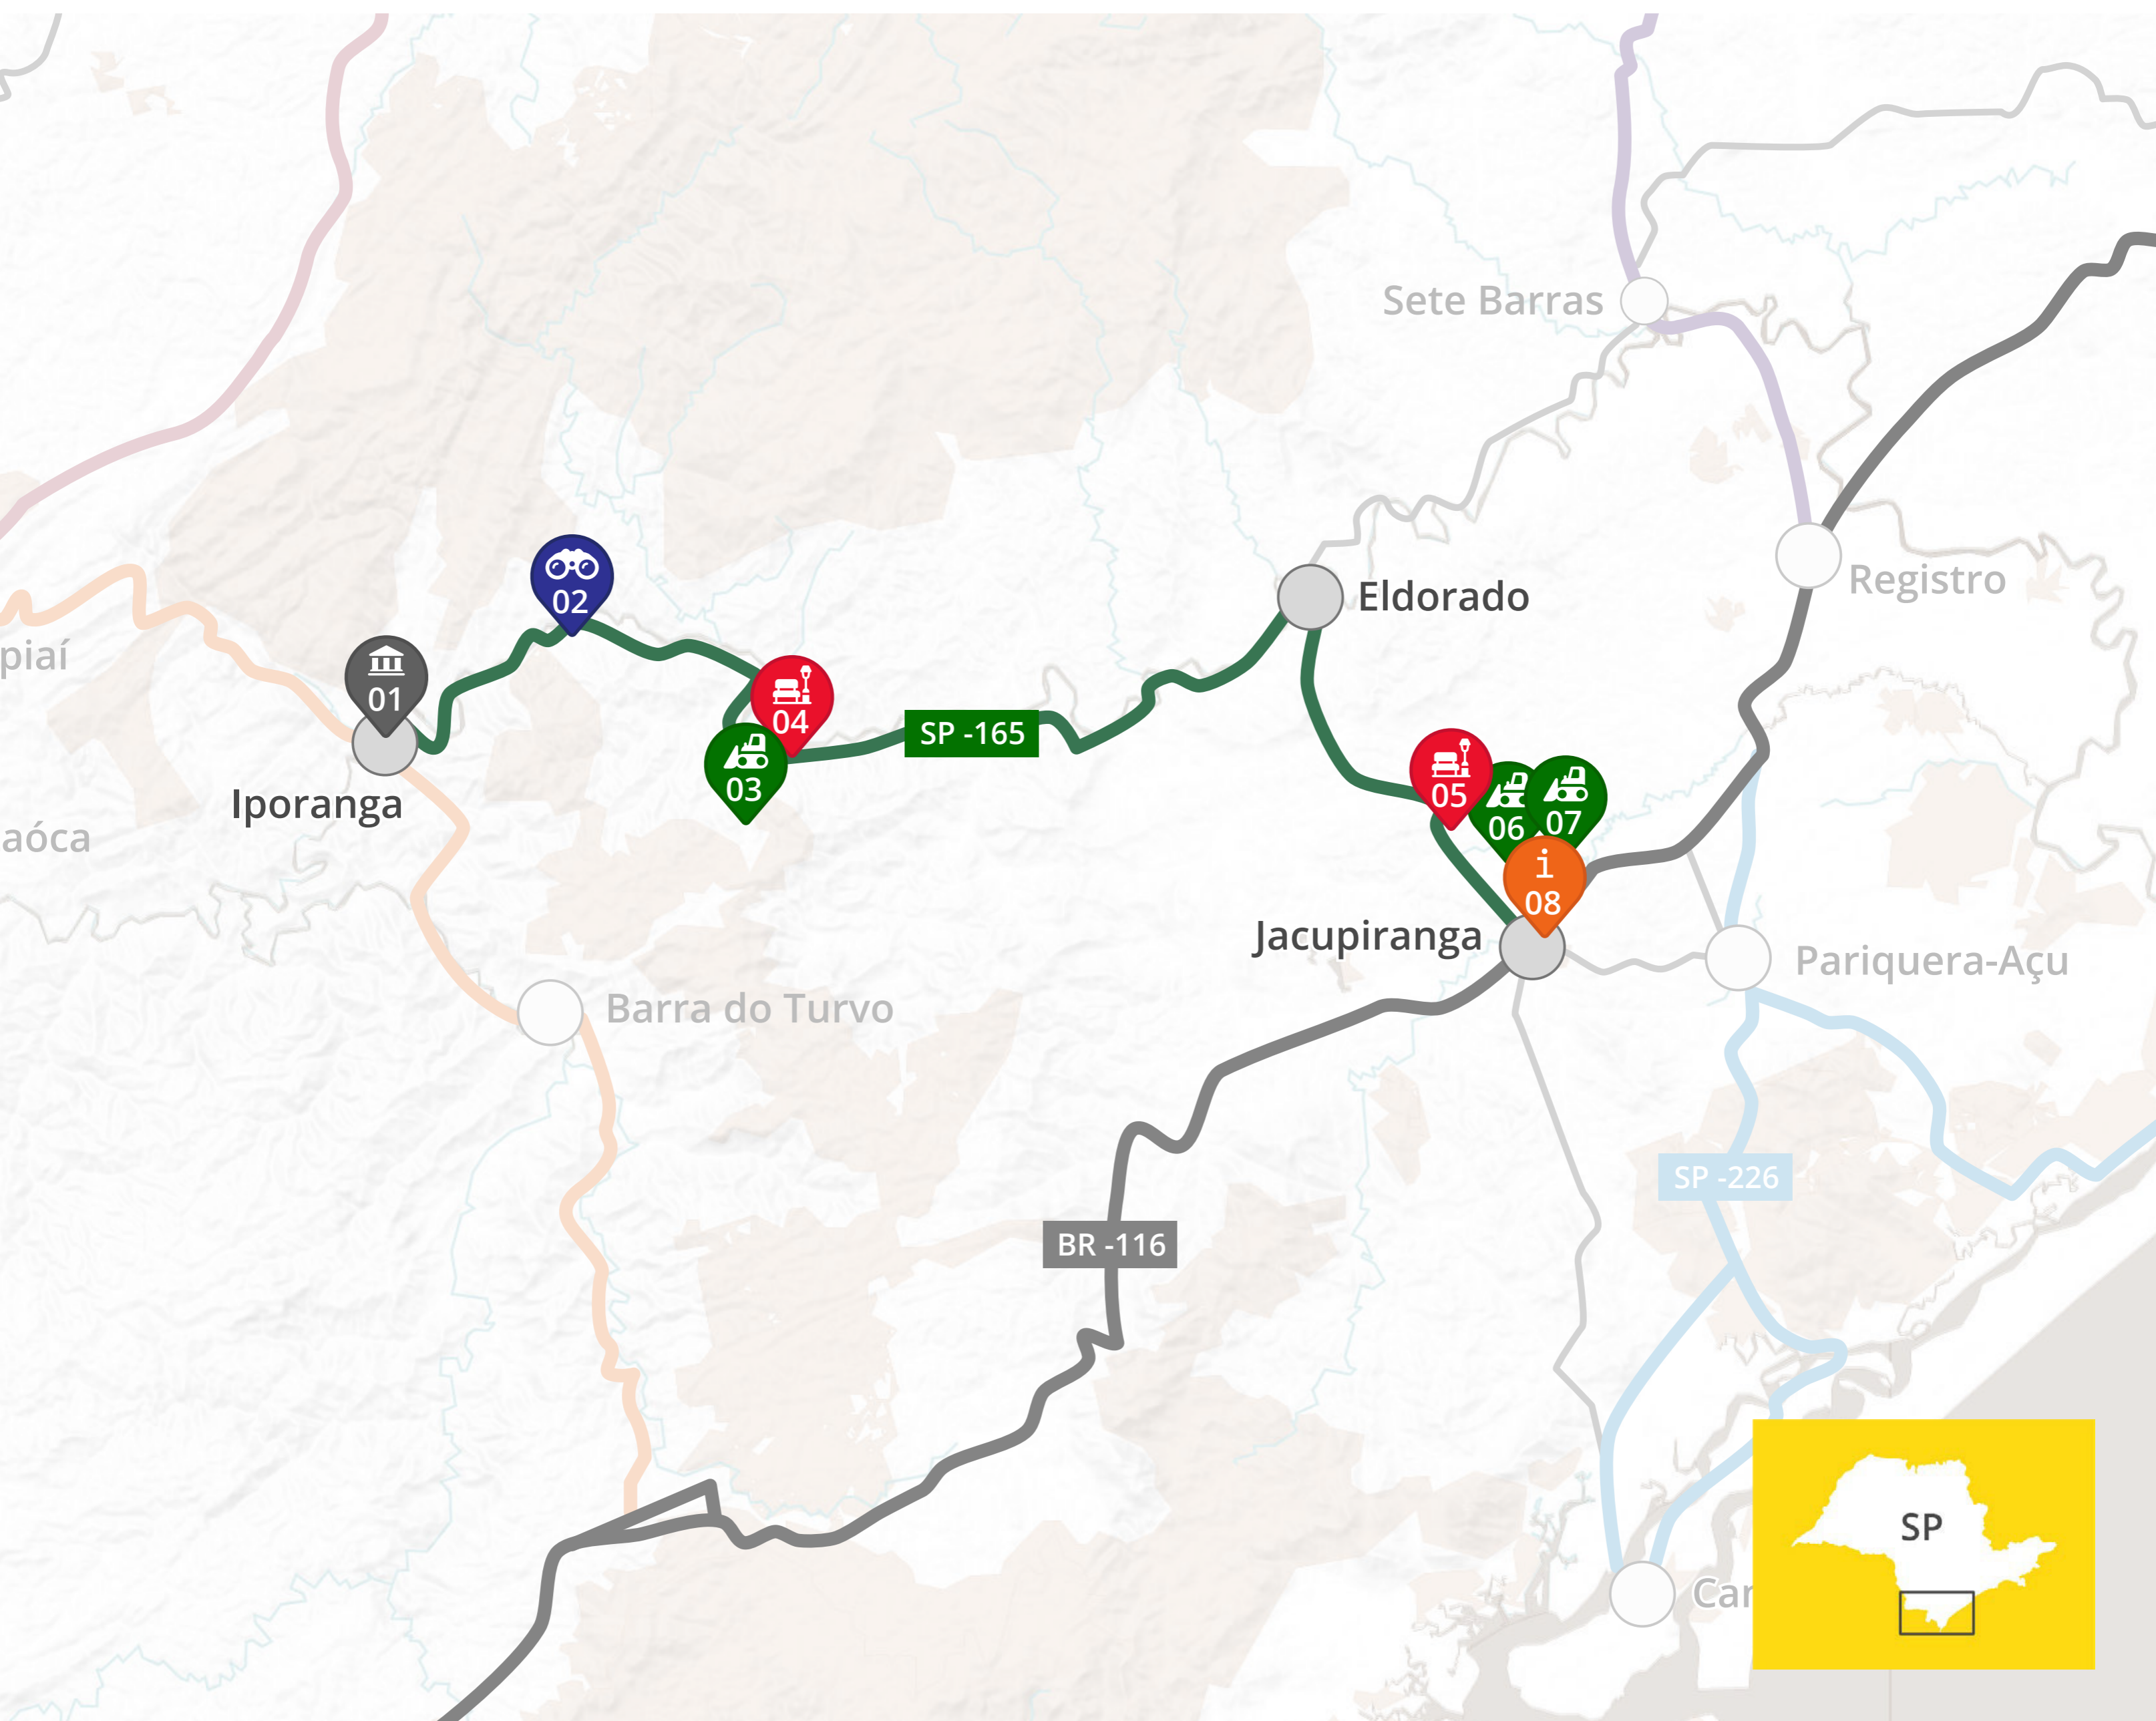 Sete Barras
02
Eldorado
Registro
piaí
01
04
SP -165
03
05
06
07
Iporanga
aóca
i
08
Jacupiranga
Pariquera-Açu
Barra do Turvo
SP -226
BR -116
SP
Car